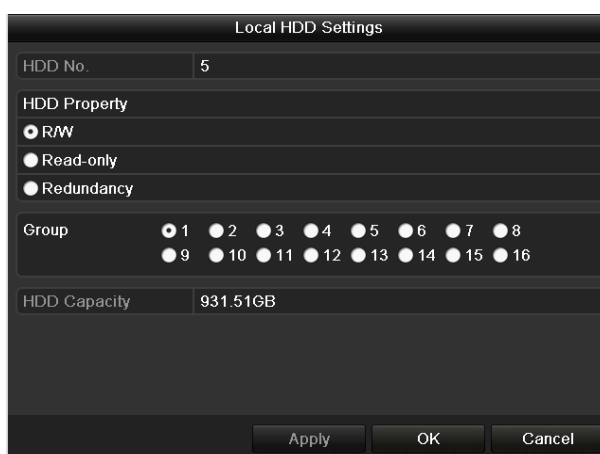 Local HDD Settings
HDD No. 5
HDD Property
R/W
Read-only
Redundancy
Group 1 2 3 4 5 6 7 8
9 10 11 12 13 14 15 16
HDD Capacity 931.51GB
Apply OK Cancel